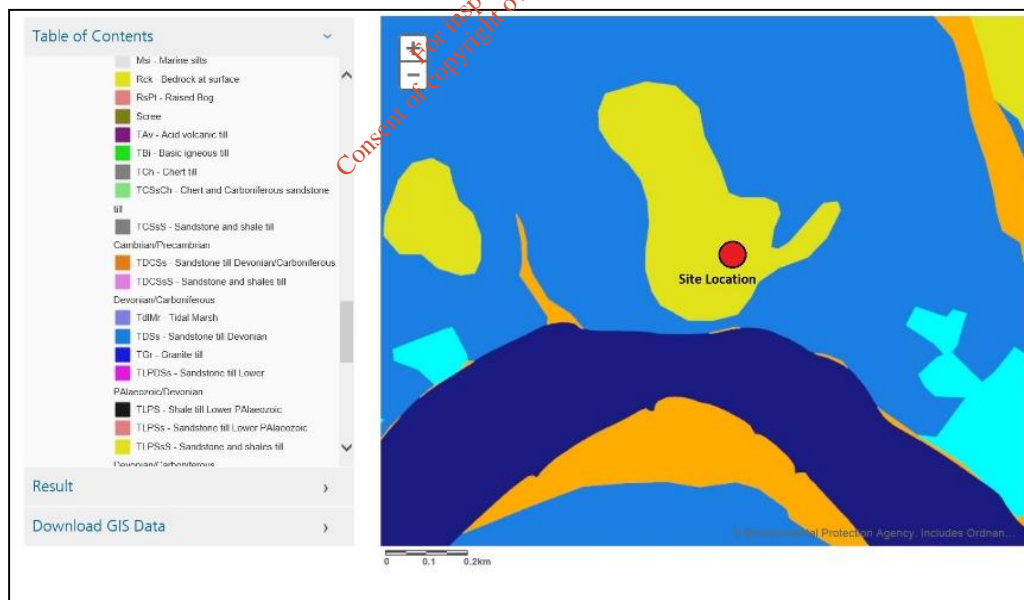 For insp
Consent of copyright o
Table of Contents
Msi - Marine silts
Rck - Bedrock at surface
RsPt - Raised Bog
Scree
TAv - Acid volcanic till
TBi - Basic igneous till
TCh - Chert till
TCSsCh - Chert and Carboniferous sandstone
till
TCSsS - Sandstone and shale till
Cambrian/Precambrian
TDCSs - Sandstone till Devonian/Carboniferous
TDCSsS - Sandstone and shales till
Devonian/Carboniferous
TdlMr - Tidal Marsh
TDSs - Sandstone till Devonian
TGr - Granite till
TLPDSs - Sandstone till Lower
PAlaeozoic/Devonian
TLPS - Shale till Lower PAlaeozoic
TLPSs - Sandstone till Lower PAlaeozoic
TLPSsS - Sandstone and shales till
Devonian/Carboniferous
Result
Download GIS Data
+
−
Site Location
Protection Agency. Includes Ordnan...
0 0.1 0.2km